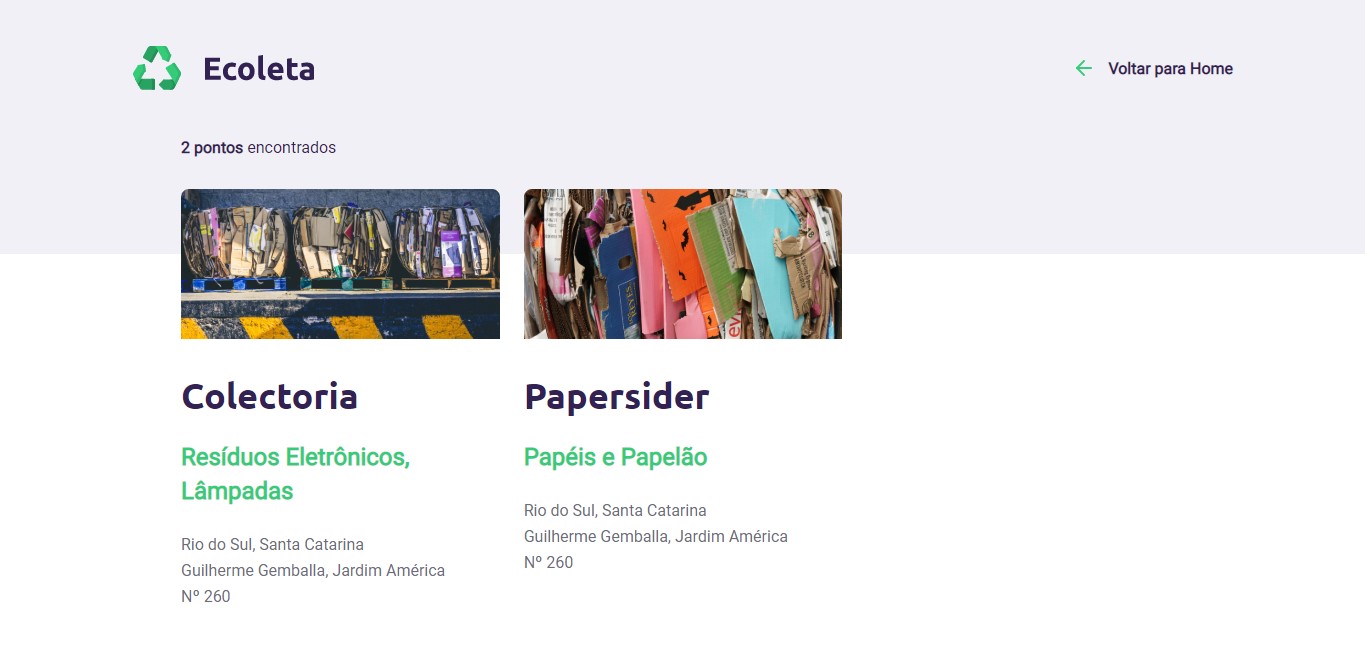 Ecoleta
Voltar para Home
2 pontos encontrados
Colectoria
Resíduos Eletrônicos,
Lâmpadas
Rio do Sul, Santa Catarina
Guilherme Gemballa, Jardim América
Nº 260
Papersider
Papéis e Papelão
Rio do Sul, Santa Catarina
Guilherme Gemballa, Jardim América
Nº 260